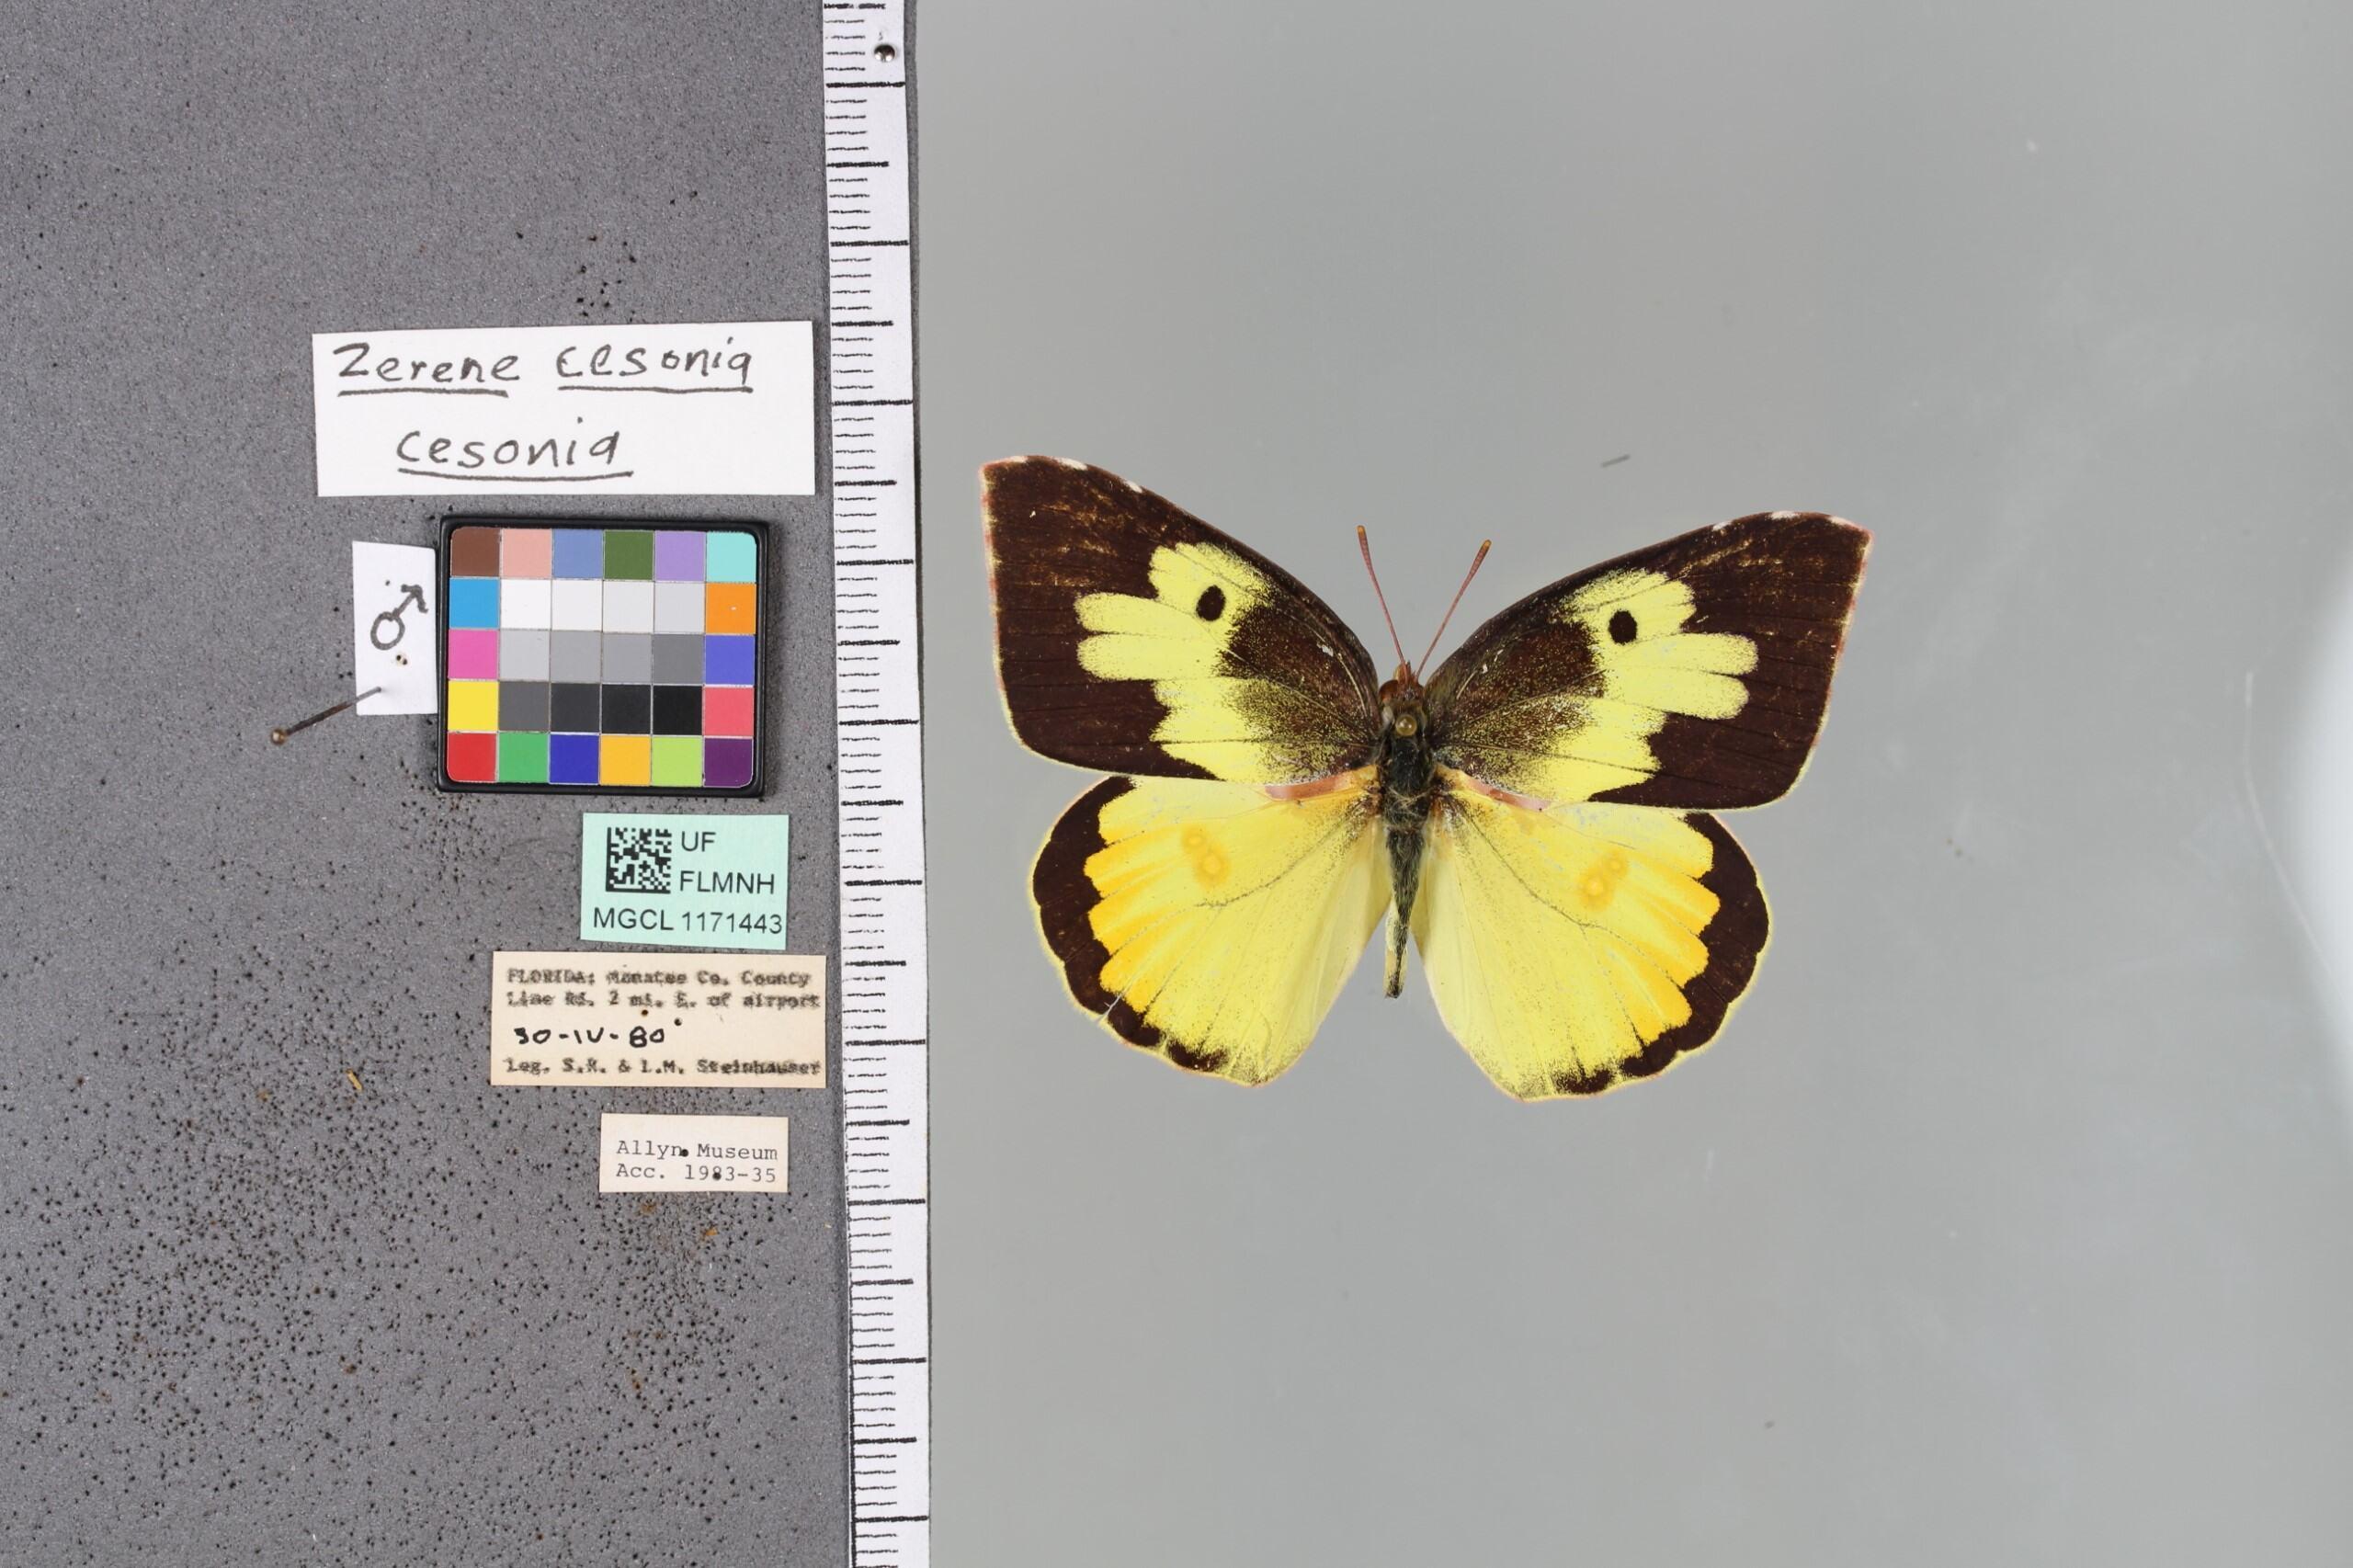 Zerene cesonia
cesonia
♂
UF
FLMNH
MGCL 1171443
FLORIDA: Manatee Co. County
Line Rd. 2 mi. E. of airport
30-IV-80
Leg. S.R. & L.M. Steinhauser
Allyn Museum
Acc. 1983-35